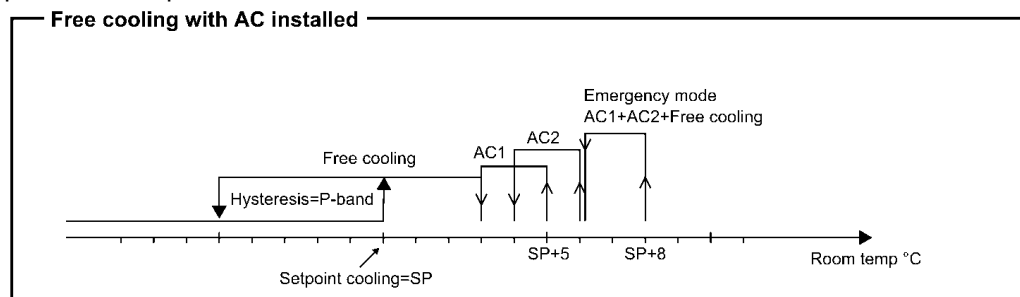 Free cooling with AC installed
Emergency mode
AC1+AC2+Free cooling
Free cooling
AC1
AC2
Hysteresis=P-band
SP+5
SP+8
Room temp °C
Setpoint cooling=SP